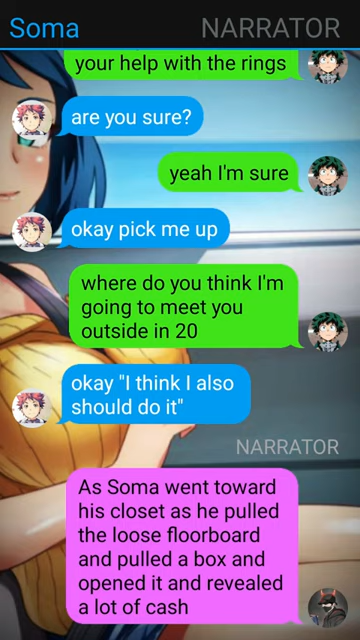 Soma NARRATOR
your help with the rings
are you sure?
yeah I'm sure
okay pick me up
where do you think I'm
going to meet you
outside in 20
okay "I think I also
should do it"
NARRATOR
As Soma went toward
his closet as he pulled
the loose floorboard
and pulled a box and
opened it and revealed
a lot of cash